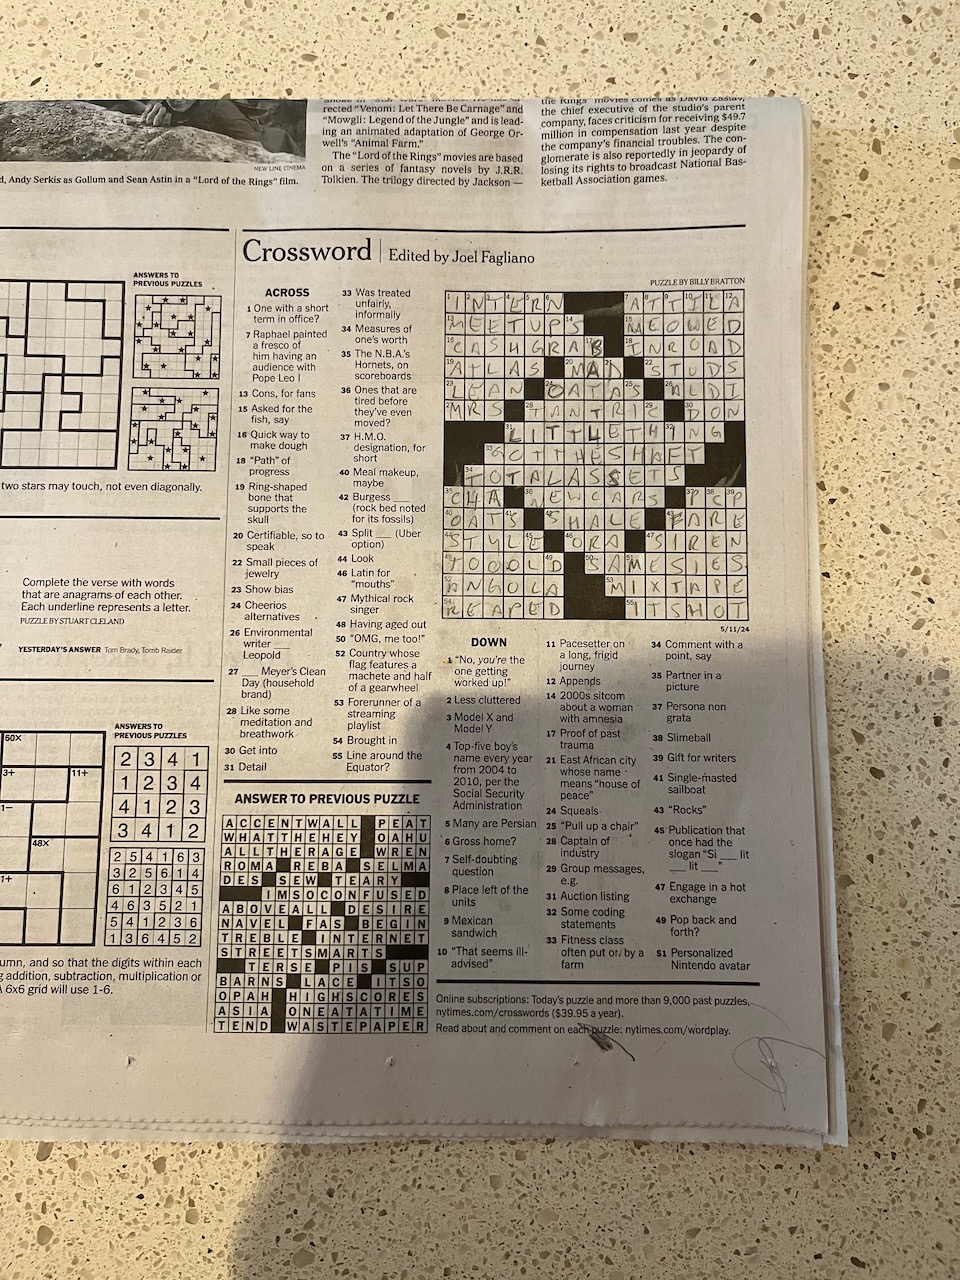 rected “Venom: Let There Be Carnage” and
“Mowgli: Legend of the Jungle” and is lead-
ing an animated adaptation of George Or-
well’s “Animal Farm.”
The “Lord of the Rings” movies are based
on a series of fantasy novels by J.R.R.
Tolkien. The trilogy directed by Jackson —
the Rings” movies comes as David Zaslav,
the chief executive of the studio’s parent
company, faces criticism for receiving $49.7
million in compensation last year despite
the company’s financial troubles. The con-
glomerate is also reportedly in jeopardy of
losing its rights to broadcast National Bas-
ketball Association games.
NEW LINE CINEMA
d, Andy Serkis as Gollum and Sean Astin in a “Lord of the Rings” film.
ANSWERS TO
PREVIOUS PUZZLES
two stars may touch, not even diagonally.
Complete the verse with words
that are anagrams of each other.
Each underline represents a letter.
PUZZLE BY STUART CLELAND
YESTERDAY’S ANSWER Tom Brady, Tomb Raider
ANSWERS TO
PREVIOUS PUZZLES
60×
3+
11+
1−
48×
1+
2 3 4 1
1 2 3 4
4 1 2 3
3 4 1 2
2 5 4 1 6 3
3 2 5 6 1 4
6 1 2 3 4 5
4 6 3 5 2 1
5 4 1 2 3 6
1 3 6 4 5 2
umn, and so that the digits within each
g addition, subtraction, multiplication or
A 6x6 grid will use 1-6.
Crossword | Edited by Joel Fagliano
PUZZLE BY BILLY BRATTON
ACROSS
1 One with a short
term in office?
7 Raphael painted
a fresco of
him having an
audience with
Pope Leo I
13 Cons, for fans
15 Asked for the
fish, say
16 Quick way to
make dough
18 “Path” of
progress
19 Ring-shaped
bone that
supports the
skull
20 Certifiable, so to
speak
22 Small pieces of
jewelry
23 Show bias
24 Cheerios
alternatives
26 Environmental
writer ___
Leopold
27 ___ Meyer’s Clean
Day (household
brand)
28 Like some
meditation and
breathwork
30 Get into
31 Detail
33 Was treated
unfairly,
informally
34 Measures of
one’s worth
35 The N.B.A.’s
Hornets, on
scoreboards
36 Ones that are
tired before
they’ve even
moved?
37 H.M.O.
designation, for
short
40 Meal makeup,
maybe
42 Burgess ___
(rock bed noted
for its fossils)
43 Split ___ (Uber
option)
44 Look
46 Latin for
“mouths”
47 Mythical rock
singer
48 Having aged out
50 “OMG, me too!”
52 Country whose
flag features a
machete and half
of a gearwheel
53 Forerunner of a
streaming
playlist
54 Brought in
55 Line around the
Equator?
INTERN ATTILA
MEETUPS MEOWED
CASHGRAB INROAD
ATLAS MAD STUDS
LEAN OATAS ALDI
MRS TANTRIC DON
LITTLETHING
GOTTHESHAFT
TOTALASSETS
CHA NEWCARS PCP
OATS SHALE FARE
STYLE ORA SIREN
TOOOLD SAMESIES
ANGOLA MIXTAPE
REAPED ITSHOT
5/11/24
DOWN
1 “No, you’re the
one getting
worked up!”
2 Less cluttered
3 Model X and
Model Y
4 Top-five boy’s
name every year
from 2004 to
2010, per the
Social Security
Administration
5 Many are Persian
6 Gross home?
7 Self-doubting
question
8 Place left of the
units
9 Mexican
sandwich
10 “That seems ill-
advised”
11 Pacesetter on
a long, frigid
journey
12 Appends
14 2000s sitcom
about a woman
with amnesia
17 Proof of past
trauma
21 East African city
whose name
means “house of
peace”
24 Squeals
25 “Pull up a chair”
28 Captain of
industry
29 Group messages,
e.g.
31 Auction listing
32 Some coding
statements
33 Fitness class
often put on by a
farm
34 Comment with a
point, say
35 Partner in a
picture
37 Persona non
grata
38 Slimeball
39 Gift for writers
41 Single-masted
sailboat
43 “Rocks”
45 Publication that
once had the
slogan “Si ___ lit
___ lit ___”
47 Engage in a hot
exchange
49 Pop back and
forth?
51 Personalized
Nintendo avatar
ANSWER TO PREVIOUS PUZZLE
ACCENTWALL PEAT
WHATTHEHEY OAHU
ALLTHERAGE WREN
ROMA REBA SELMA
DES SEW TEARY
IMSOCONFUSED
ABOVEALL DESIRE
NAVEL FAS BEGIN
TREBLE INTERNET
STREETSMARTS
TERSE PIS SUP
BARNS LACE ITSO
OPAH HIGHSCORES
ASIA ONEATATIME
TEND WASTEPAPER
Online subscriptions: Today’s puzzle and more than 9,000 past puzzles,
nytimes.com/crosswords ($39.95 a year).
Read about and comment on each puzzle: nytimes.com/wordplay.